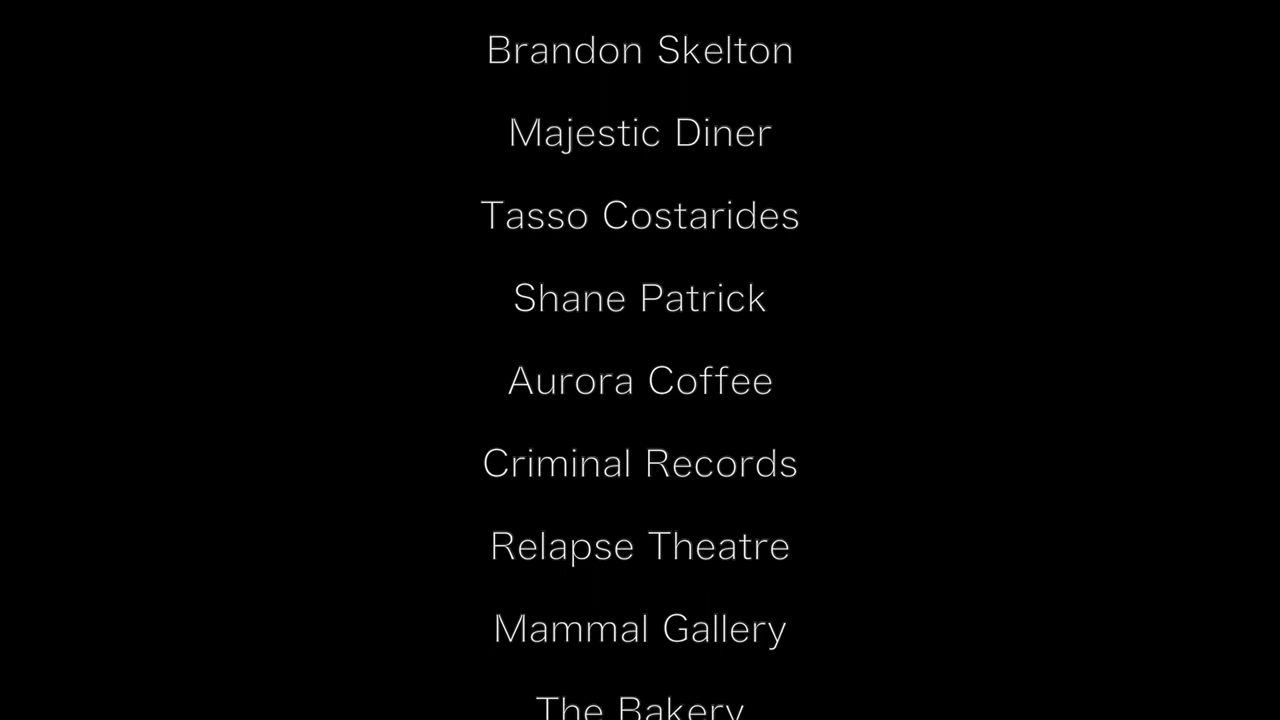 Brandon Skelton
Majestic Diner
Tasso Costarides
Shane Patrick
Aurora Coffee
Criminal Records
Relapse Theatre
Mammal Gallery
The Bakery